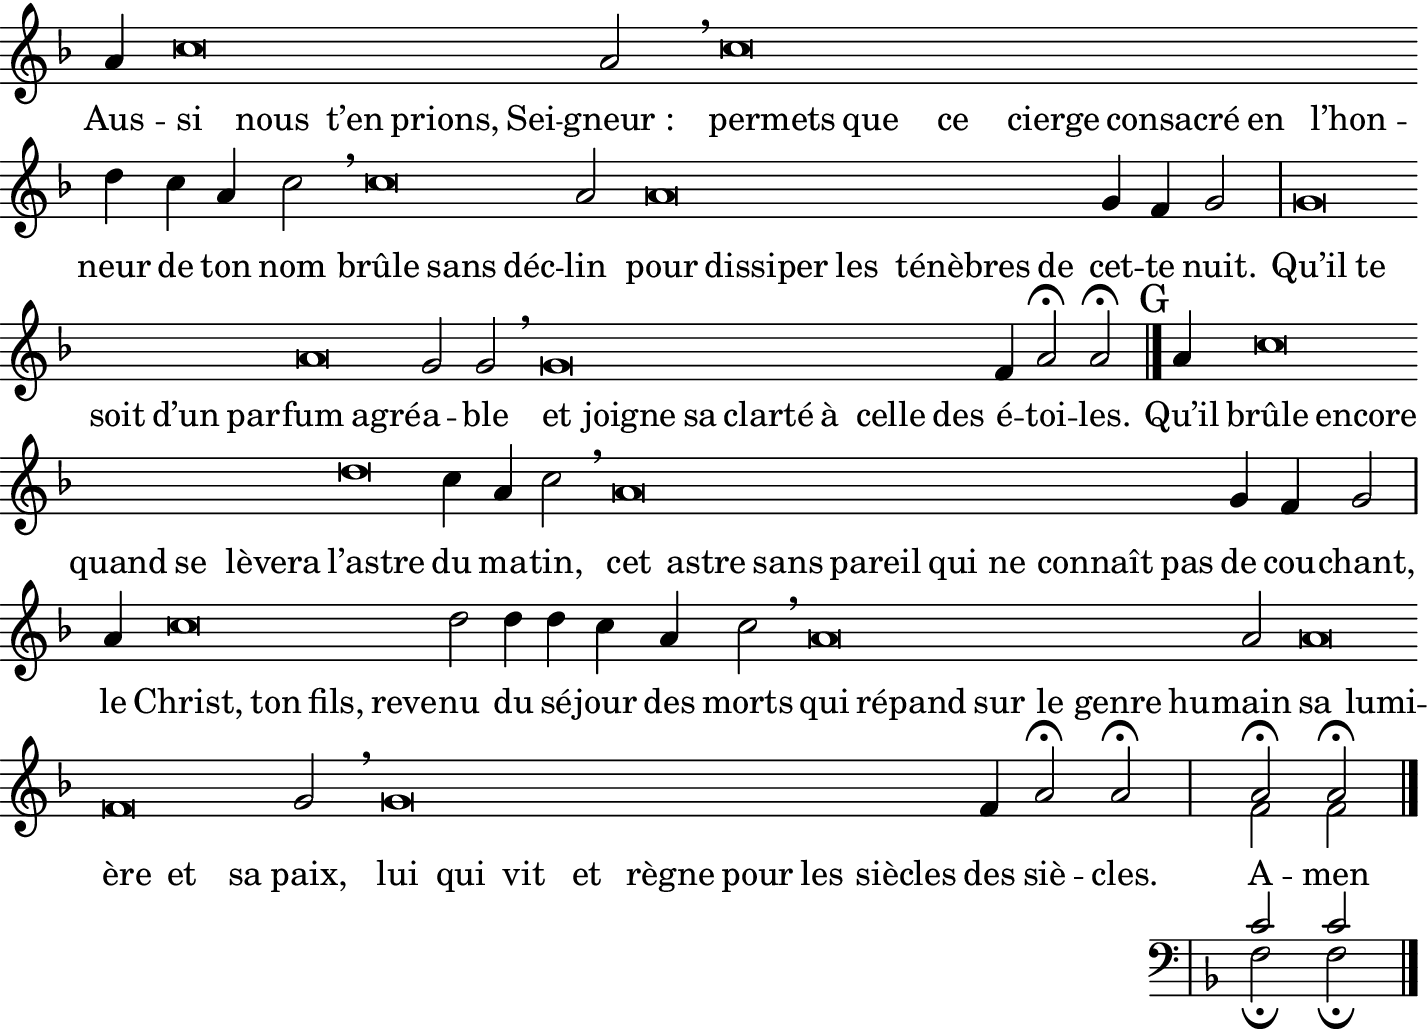 Aus - si nous t’en prions, Sei - gneur : permets que ce cierge consacré en l’hon -
neur de ton nom brûle sans déc - lin pour dissiper les ténèbres de cet - te nuit. Qu’il te
G
soit d’un parfum agréa - ble et joigne sa clarté à celle des é - toi - les. Qu’il brûle encore
quand se lèvera l’astre du matin, cet astre sans pareil qui ne connaît pas de couchant,
le Christ, ton fils, revenu du séjour des morts qui répand sur le genre humain sa lumi -
ère et sa paix, lui qui vit et règne pour les siècles des siè - cles. A - men